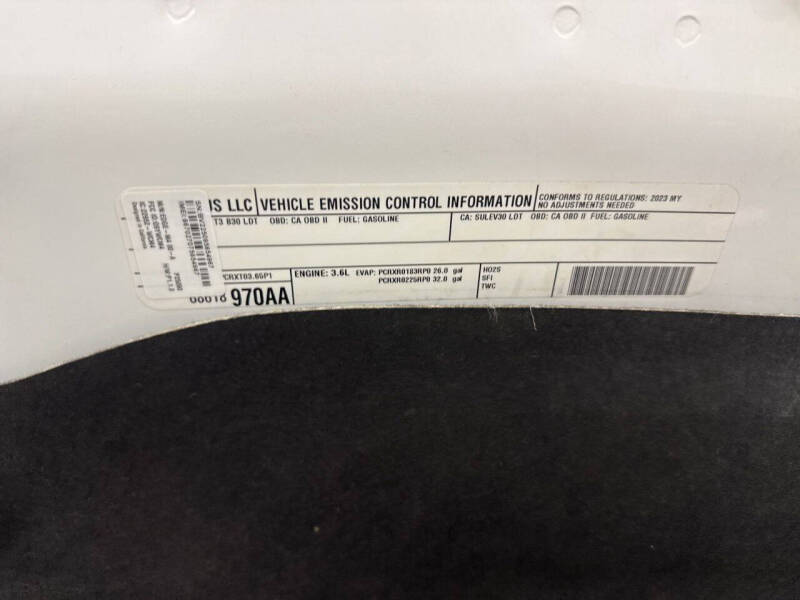 IS LLC VEHICLE EMISSION CONTROL INFORMATION
CONFORMS TO REGULATIONS: 2023 MY
NO ADJUSTMENTS NEEDED
T3 B30 LDT OBD: CA OBD II FUEL: GASOLINE
CA: SULEV30 LDT OBD: CA OBD II FUEL: GASOLINE
PCRXT03.65P1
ENGINE: 3.6L EVAP: PCRXR0183RP0 26.0 gal
PCRXR0225RP0 32.0 gal
HO2S
SFI
TWC
970AA